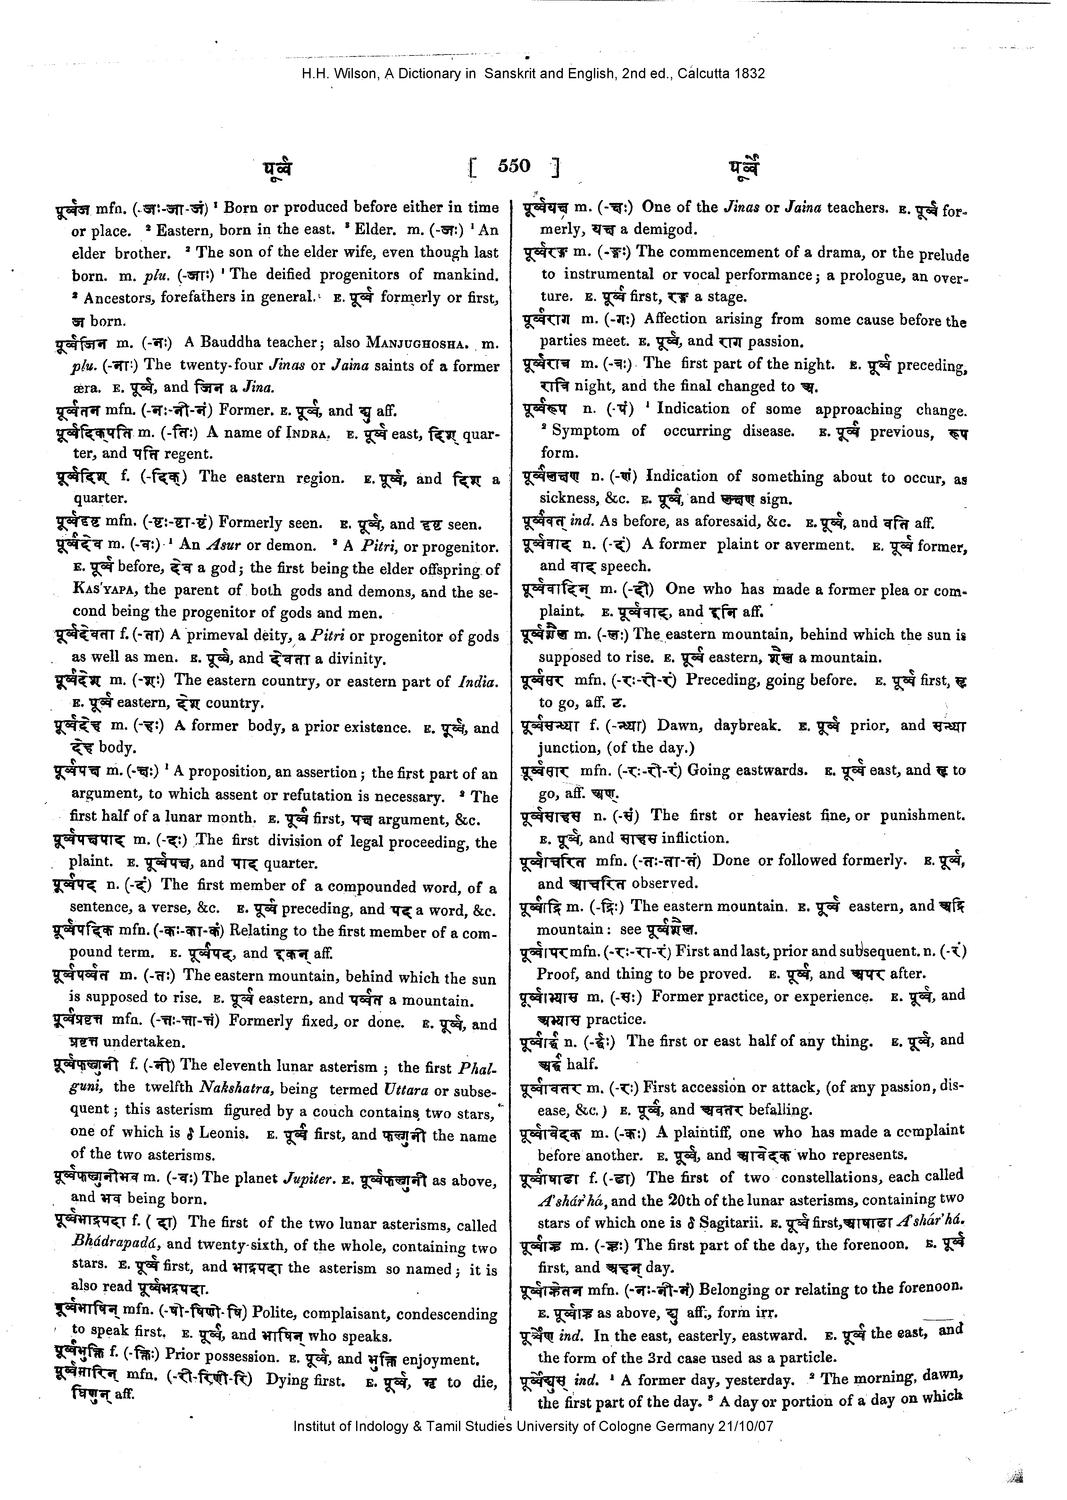 H.H. Wilson, A Dictionary in Sanskrit and English, 2nd ed., Calcutta 1832
पूर्व्व [ 550 ] पूर्व्वे
पूर्व्वज mfn. (-जः-जा-जं) ¹ Born or produced before either in time
or place. ² Eastern, born in the east. ³ Elder. m. (-जः) ¹ An
elder brother. ² The son of the elder wife, even though last
born. m. plu. (-जाः) ¹ The deified progenitors of mankind.
² Ancestors, forefathers in general. E. पूर्व्व formerly or first,
ज born.
पूर्व्वजिन m. (-नः) A Bauddha teacher; also MANJUGHOSHA. m.
plu. (-नाः) The twenty-four Jinas or Jaina saints of a former
æra. E. पूर्व्व, and जिन a Jina.
पूर्व्वतन mfn. (-नः-नी-नं) Former. E. पूर्व्व, and द्यु aff.
पूर्व्वदिक्पति m. (-तिः) A name of INDRA. E. पूर्व्व east, दिश् quar-
ter, and पति regent.
पूर्व्वदिश् f. (-दिक्) The eastern region. E. पूर्व्व, and दिश् a
quarter.
पूर्व्वदृष्ट mfn. (-ष्टः-ष्टा-ष्टं) Formerly seen. E. पूर्व्व, and दृष्ट seen.
पूर्व्वदेव m. (-वः) ¹ An Asur or demon. ² A Pitri, or progenitor.
E. पूर्व्व before, देव a god; the first being the elder offspring of
KAS'YAPA, the parent of both gods and demons, and the se-
cond being the progenitor of gods and men.
पूर्व्वदेवता f. (-ता) A primeval deity, a Pitri or progenitor of gods
as well as men. E. पूर्व्व, and देवता a divinity.
पूर्व्वदेश m. (-शः) The eastern country, or eastern part of India.
E. पूर्व्व eastern, देश country.
पूर्व्वदेह m. (-हः) A former body, a prior existence. E. पूर्व्व, and
देह body.
पूर्व्वपक्ष m. (-क्षः) ¹ A proposition, an assertion; the first part of an
argument, to which assent or refutation is necessary. ² The
first half of a lunar month. E. पूर्व्व first, पक्ष argument, &c.
पूर्व्वपक्षपाद m. (-दः) The first division of legal proceeding, the
plaint. E. पूर्व्वपक्ष, and पाद quarter.
पूर्व्वपद n. (-दं) The first member of a compounded word, of a
sentence, a verse, &c. E. पूर्व्व preceding, and पद a word, &c.
पूर्व्वपदिक mfn. (-कः-का-कं) Relating to the first member of a com-
pound term. E. पूर्व्वपद, and इकन् aff.
पूर्व्वपर्व्वत m. (-तः) The eastern mountain, behind which the sun
is supposed to rise. E. पूर्व्व eastern, and पर्व्वत a mountain.
पूर्व्वप्रवृत्त mfn. (-त्तः-त्ता-त्तं) Formerly fixed, or done. E. पूर्व्व, and
प्रवृत्त undertaken.
पूर्व्वफल्गुनी f. (-नी) The eleventh lunar asterism; the first Phal-
guni, the twelfth Nakshatra, being termed Uttara or subse-
quent; this asterism figured by a couch contains two stars,
one of which is δ Leonis. E. पूर्व्व first, and फल्गुनी the name
of the two asterisms.
पूर्व्वफल्गुनीभव m. (-वः) The planet Jupiter. E. पूर्व्वफल्गुनी as above,
and भव being born.
पूर्व्वभाद्रपदा f. ( दा) The first of the two lunar asterisms, called
Bhádrapadá, and twenty-sixth, of the whole, containing two
stars. E. पूर्व्व first, and भाद्रपदा the asterism so named; it is
also read पूर्व्वभद्रपदा.
पूर्व्वभाषिन् mfn. (-षी-षिणी-षि) Polite, complaisant, condescending
to speak first. E. पूर्व्व, and भाषिन् who speaks.
पूर्व्वभुक्ति f. (-क्तिः) Prior possession. E. पूर्व्व, and भुक्ति enjoyment.
पूर्व्वमारिन् mfn. (-री-रिणी-रि) Dying first. E. पूर्व्व, मृ to die,
घिणुन् aff.
पूर्व्वयक्ष m. (-क्षः) One of the Jinas or Jaina teachers. E. पूर्व्व for-
merly, यक्ष a demigod.
पूर्व्वरङ्ग m. (-ङ्गः) The commencement of a drama, or the prelude
to instrumental or vocal performance; a prologue, an over-
ture. E. पूर्व्व first, रङ्ग a stage.
पूर्व्वराग m. (-गः) Affection arising from some cause before the
parties meet. E. पूर्व्व, and राग passion.
पूर्व्वरात्र m. (-त्रः) The first part of the night. E. पूर्व्व preceding,
रात्रि night, and the final changed to अ.
पूर्व्वरूप n. (-पं) ¹ Indication of some approaching change.
² Symptom of occurring disease. E. पूर्व्व previous, रूप
form.
पूर्व्वलक्षण n. (-णं) Indication of something about to occur, as
sickness, &c. E. पूर्व्व, and लक्षण sign.
पूर्व्ववत् ind. As before, as aforesaid, &c. E. पूर्व्व, and वति aff.
पूर्व्ववाद n. (-दं) A former plaint or averment. E. पूर्व्व former,
and वाद speech.
पूर्व्ववादिन् m. (-दी) One who has made a former plea or com-
plaint. E. पूर्व्ववाद, and इनि aff.
पूर्व्वशैल m. (-लः) The eastern mountain, behind which the sun is
supposed to rise. E. पूर्व्व eastern, शैल a mountain.
पूर्व्वसर mfn. (-रः-री-रं) Preceding, going before. E. पूर्व्व first, सृ
to go, aff. ट.
पूर्व्वसन्ध्या f. (-न्ध्या) Dawn, daybreak. E. पूर्व्व prior, and सन्ध्या
junction, (of the day.)
पूर्व्वसार mfn. (-रः-री-रं) Going eastwards. E. पूर्व्व east, and सृ to
go, aff. अण्.
पूर्व्वसाहस n. (-सं) The first or heaviest fine, or punishment.
E. पूर्व्व, and साहस infliction.
पूर्व्वाचरित mfn. (-तः-ता-तं) Done or followed formerly. E. पूर्व्व,
and आचरित observed.
पूर्व्वाद्रि m. (-द्रिः) The eastern mountain. E. पूर्व्व eastern, and अद्रि
mountain: see पूर्व्वशैल.
पूर्व्वापर mfn. (-रः-रा-रं) First and last, prior and subsequent. n. (-रं)
Proof, and thing to be proved. E. पूर्व्व, and अपर after.
पूर्व्वाभ्यास m. (-सः) Former practice, or experience. E. पूर्व्व, and
अभ्यास practice.
पूर्व्वार्द्ध n. (-र्द्धः) The first or east half of any thing. E. पूर्व्व, and
अर्द्ध half.
पूर्व्वावतर m. (-रः) First accession or attack, (of any passion, dis-
ease, &c.) E. पूर्व्व, and अवतर befalling.
पूर्व्वावेदक m. (-कः) A plaintiff, one who has made a complaint
before another. E. पूर्व्व, and आवेदक who represents.
पूर्व्वाषाढा f. (-ढा) The first of two constellations, each called
A'shár'há, and the 20th of the lunar asterisms, containing two
stars of which one is δ Sagitarii. E. पूर्व्व first, आषाढा A'shár'há.
पूर्व्वाह्ण m. (-ह्णः) The first part of the day, the forenoon. E. पूर्व्व
first, and अहन् day.
पूर्व्वाह्णेतन mfn. (-नः-नी-नं) Belonging or relating to the forenoon.
E. पूर्व्वाह्ण as above, द्यु aff., form irr.
पूर्व्वेण ind. In the east, easterly, eastward. E. पूर्व्व the east, and
the form of the 3rd case used as a particle.
पूर्व्वेद्युस् ind. ¹ A former day, yesterday. ² The morning, dawn,
the first part of the day. ³ A day or portion of a day on which
Institut of Indology & Tamil Studies University of Cologne Germany 21/10/07